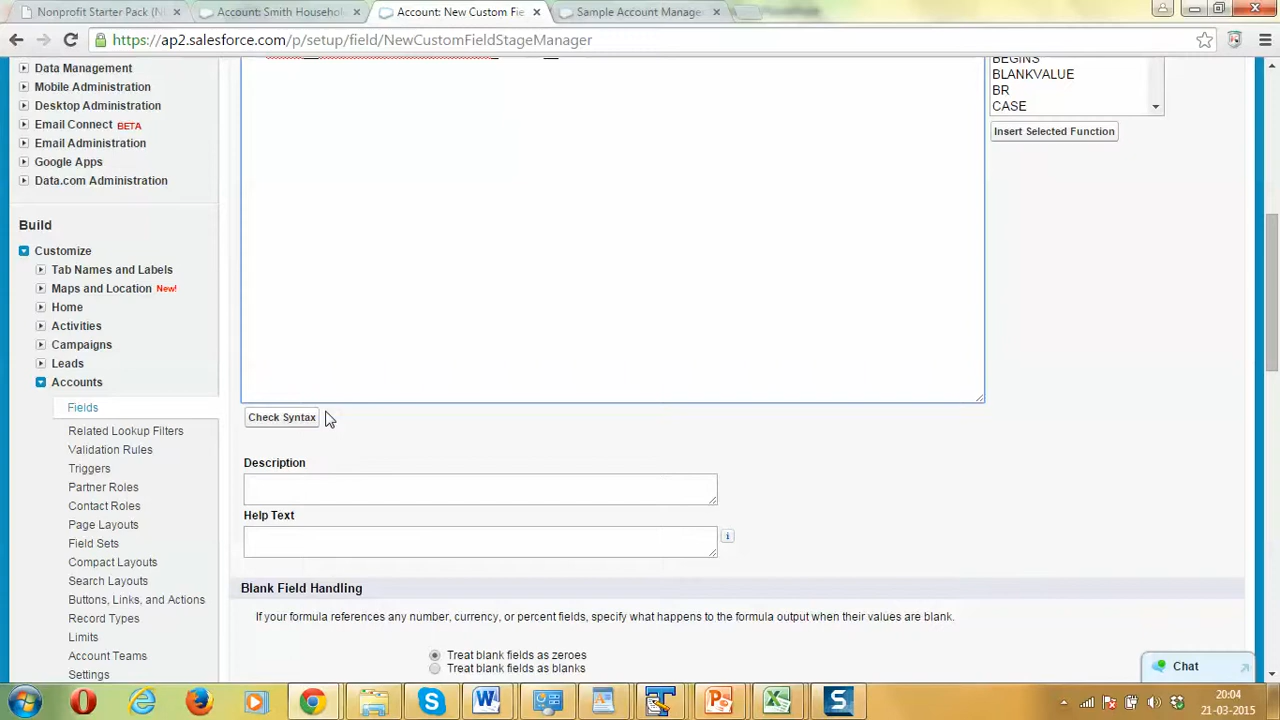 Nonprofit Starter Pack (N
Account: Smith Househol
Account: New Custom Fie
Sample Account Manage
https://ap2.salesforce.com/p/setup/field/NewCustomFieldStageManager
Data Management
Mobile Administration
Desktop Administration
Email Connect BETA
Email Administration
Google Apps
Data.com Administration
Build
Customize
Tab Names and Labels
Maps and Location New!
Home
Activities
Campaigns
Leads
Accounts
Fields
Related Lookup Filters
Validation Rules
Triggers
Partner Roles
Contact Roles
Page Layouts
Field Sets
Compact Layouts
Search Layouts
Buttons, Links, and Actions
Record Types
Limits
Account Teams
Settings
BEGINS
BLANKVALUE
BR
CASE
Insert Selected Function
Check Syntax
Description
Help Text
Blank Field Handling
If your formula references any number, currency, or percent fields, specify what happens to the formula output when their values are blank.
Treat blank fields as zeroes
Treat blank fields as blanks
Chat
20:04
21-03-2015